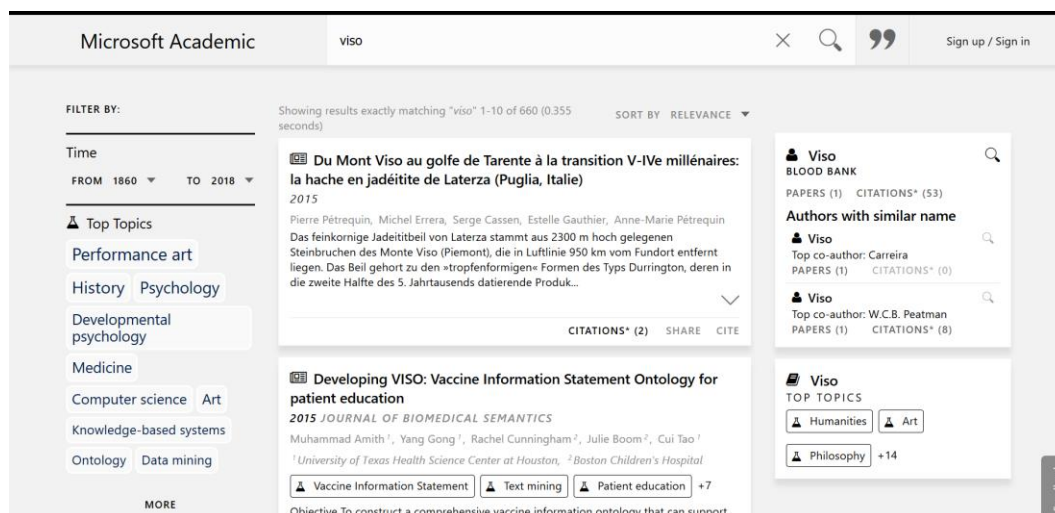 Microsoft Academic
viso
Sign up / Sign in
FILTER BY:
Time
FROM 1860 TO 2018
Top Topics
Performance art
History Psychology
Developmental
psychology
Medicine
Computer science Art
Knowledge-based systems
Ontology Data mining
MORE
Showing results exactly matching "viso" 1-10 of 660 (0.355
seconds)
SORT BY RELEVANCE
Du Mont Viso au golfe de Tarente à la transition V-IVe millénaires:
la hache en jadéitite de Laterza (Puglia, Italie)
2015
Pierre Pétrequin, Michel Errera, Serge Cassen, Estelle Gauthier, Anne-Marie Pétrequin
Das feinkornige Jadeititbeil von Laterza stammt aus 2300 m hoch gelegenen
Steinbruchen des Monte Viso (Piemont), die in Luftlinie 950 km vom Fundort entfernt
liegen. Das Beil gehort zu den »tropfenformigen« Formen des Typs Durrington, deren in
die zweite Halfte des 5. Jahrtausends datierende Produk...
CITATIONS* (2) SHARE CITE
Developing VISO: Vaccine Information Statement Ontology for
patient education
2015 JOURNAL OF BIOMEDICAL SEMANTICS
Muhammad Amith 1, Yang Gong 1, Rachel Cunningham 2, Julie Boom 2, Cui Tao 1
1 University of Texas Health Science Center at Houston, 2 Boston Children's Hospital
Vaccine Information Statement Text mining Patient education +7
Objective To construct a comprehensive vaccine information ontology that can support
Viso
BLOOD BANK
PAPERS (1) CITATIONS* (53)
Authors with similar name
Viso
Top co-author: Carreira
PAPERS (1) CITATIONS* (0)
Viso
Top co-author: W.C.B. Peatman
PAPERS (1) CITATIONS* (8)
Viso
TOP TOPICS
Humanities Art
Philosophy +14